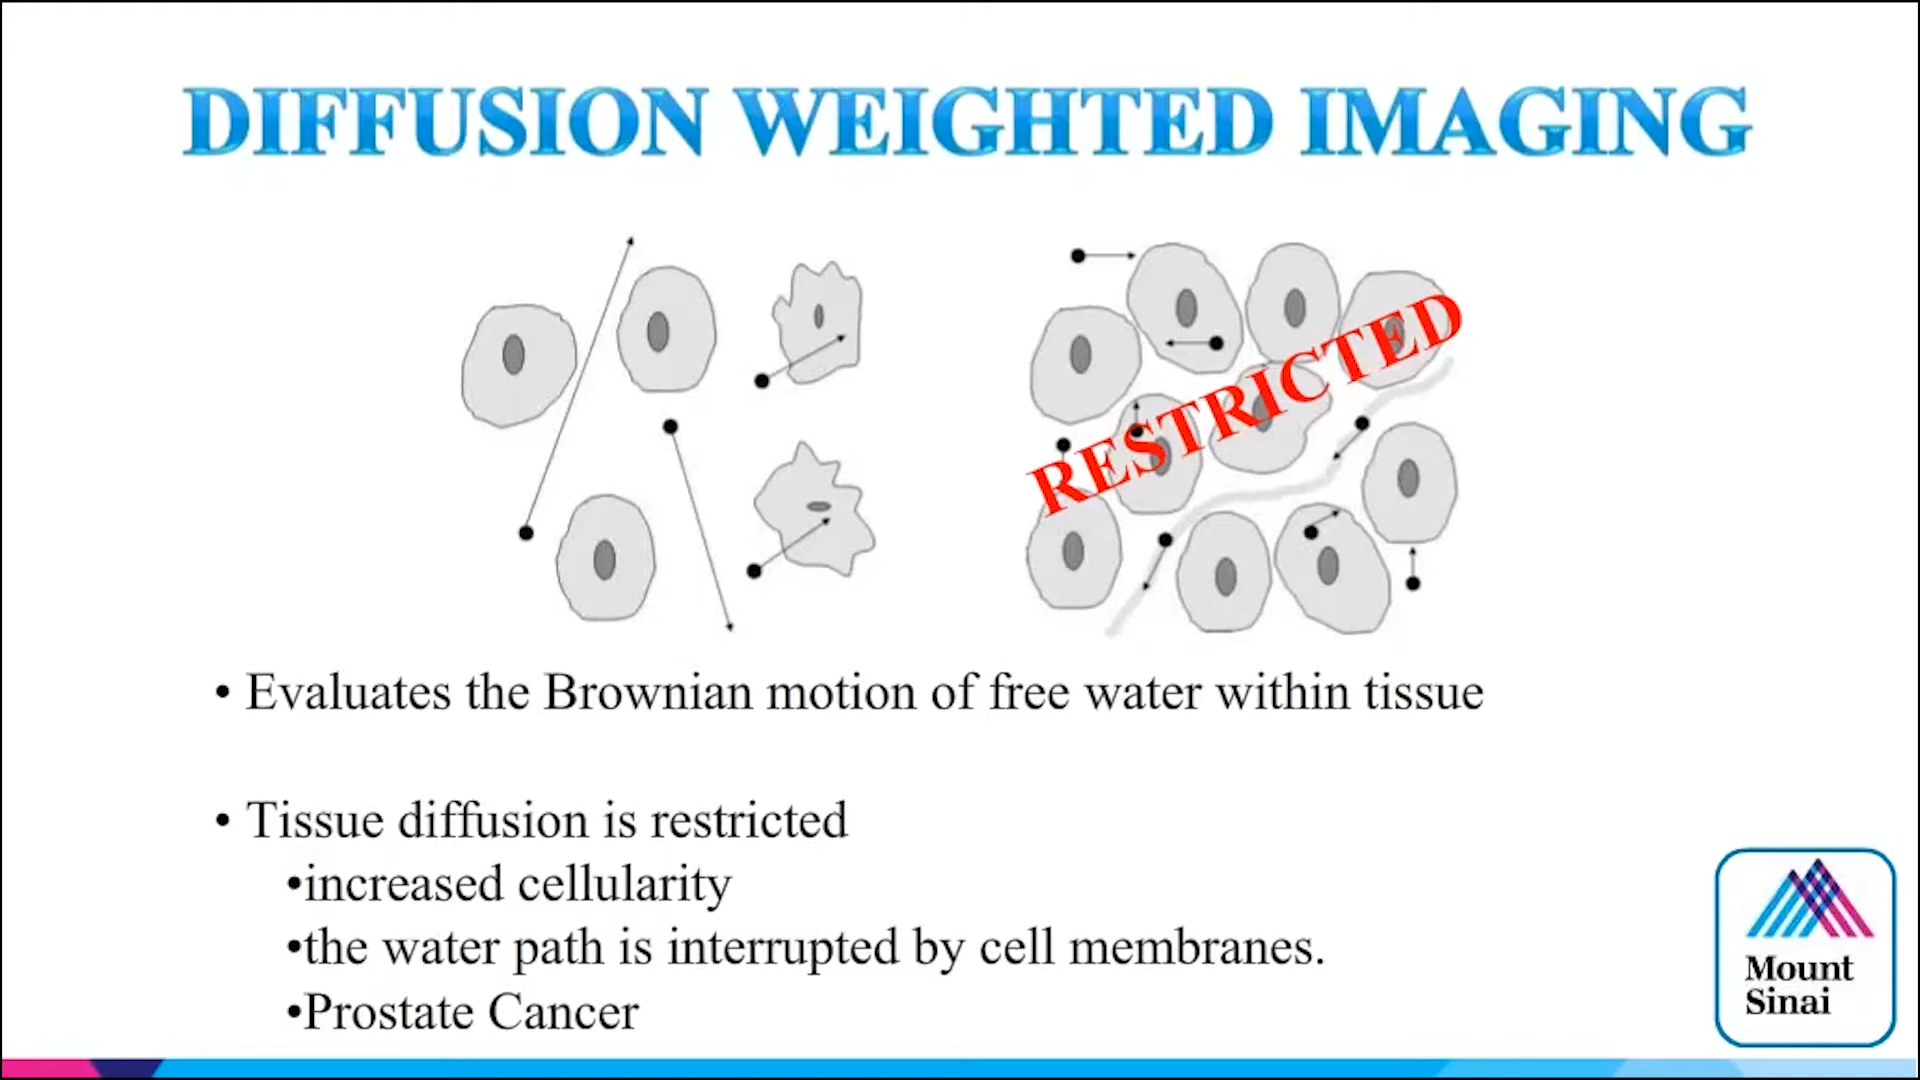 DIFFUSION WEIGHTED IMAGING
RESTRICTED
• Evaluates the Brownian motion of free water within tissue
• Tissue diffusion is restricted
•increased cellularity
•the water path is interrupted by cell membranes.
•Prostate Cancer
Mount
Sinai